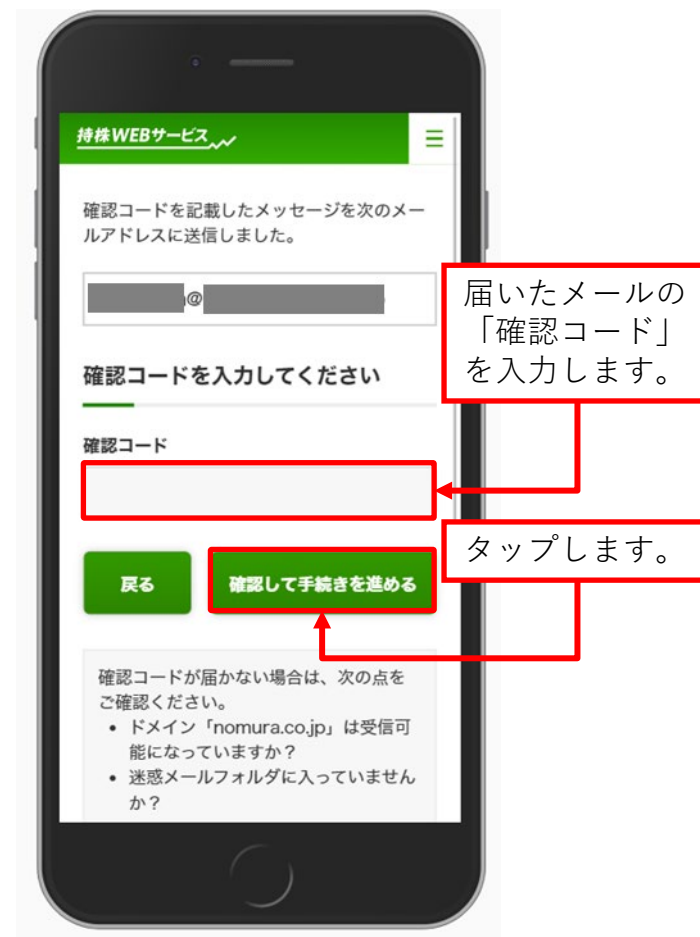 持株WEBサービス
確認コードを記載したメッセージを次のメー
ルアドレスに送信しました。
@
届いたメールの
「確認コード」
を入力します。
確認コードを入力してください
確認コード
タップします。
戻る
確認して手続きを進める
確認コードが届かない場合は、次の点を
ご確認ください。
• ドメイン「nomura.co.jp」は受信可
能になっていますか？
• 迷惑メールフォルダに入っていません
か？